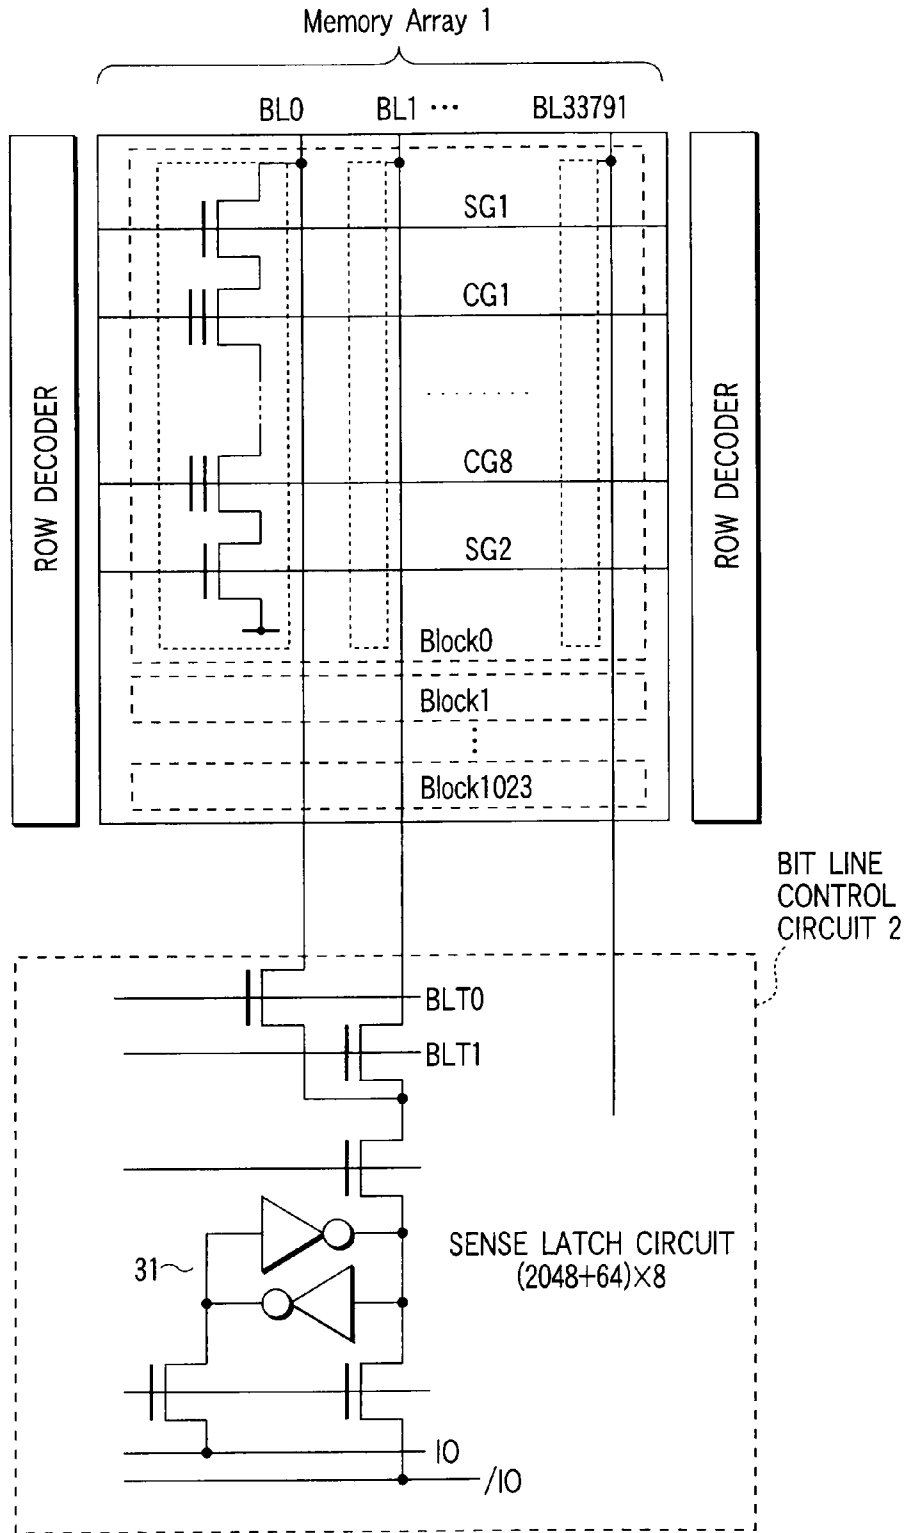 Memory Array 1
BL0 BL1 ··· BL33791
SG1
CG1
ROW DECODER
ROW DECODER
CG8
SG2
Block0
Block1
Block1023
BIT LINE
CONTROL
CIRCUIT 2
BLT0
BLT1
31
SENSE LATCH CIRCUIT
(2048+64)×8
IO
/IO